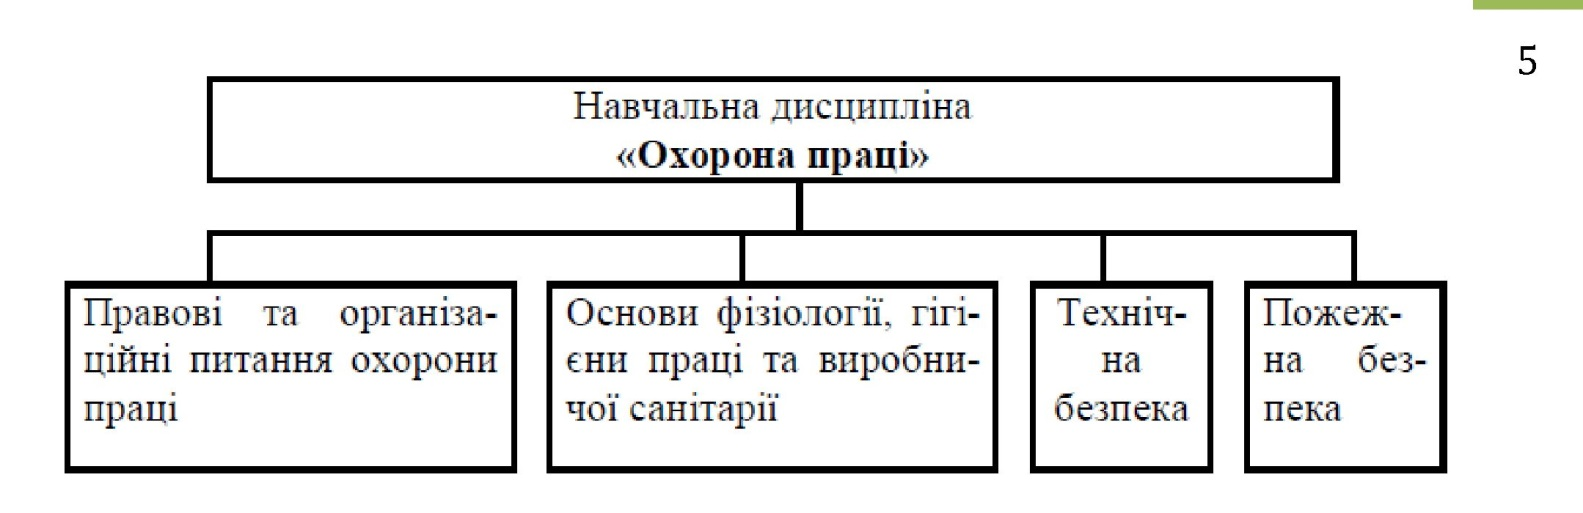 5
Навчальна дисципліна
«Охорона праці»
Правові та організа-
ційні питання охорони
праці
Основи фізіології, гігі-
єни праці та виробни-
чої санітарії
Техніч-
на
безпека
Пожеж-
на без-
пека